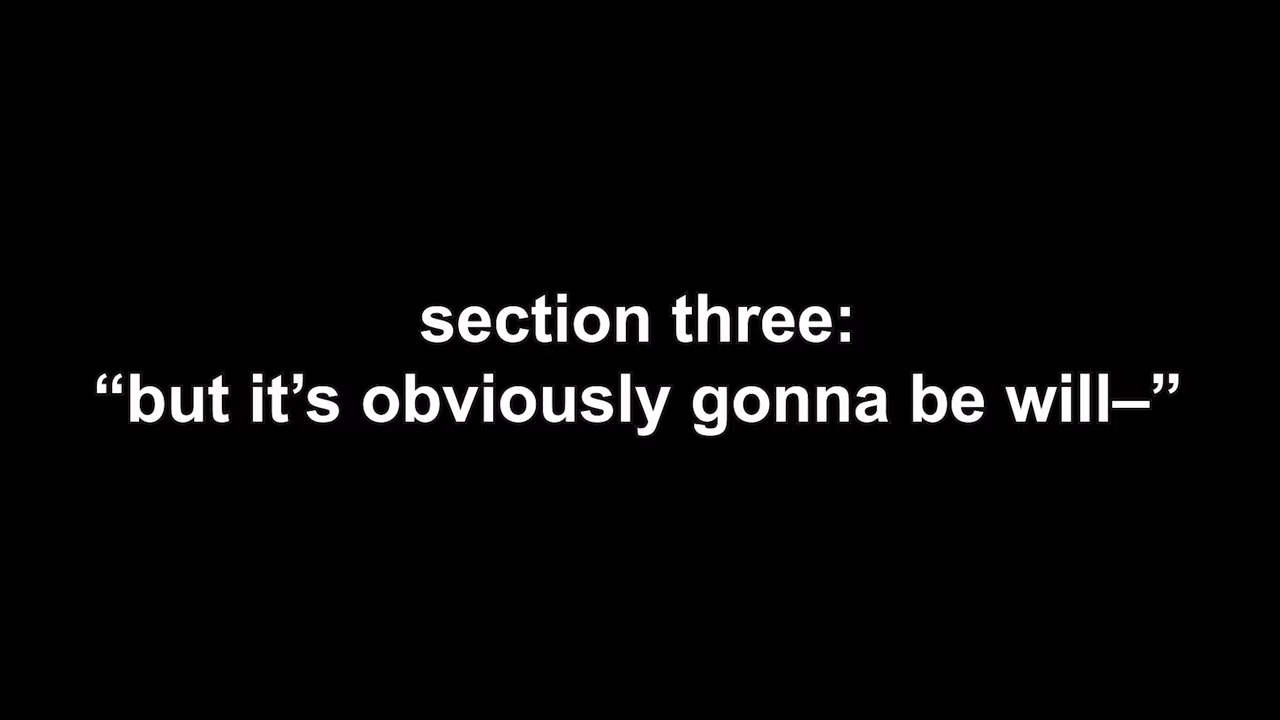 section three:
“but it’s obviously gonna be will–”